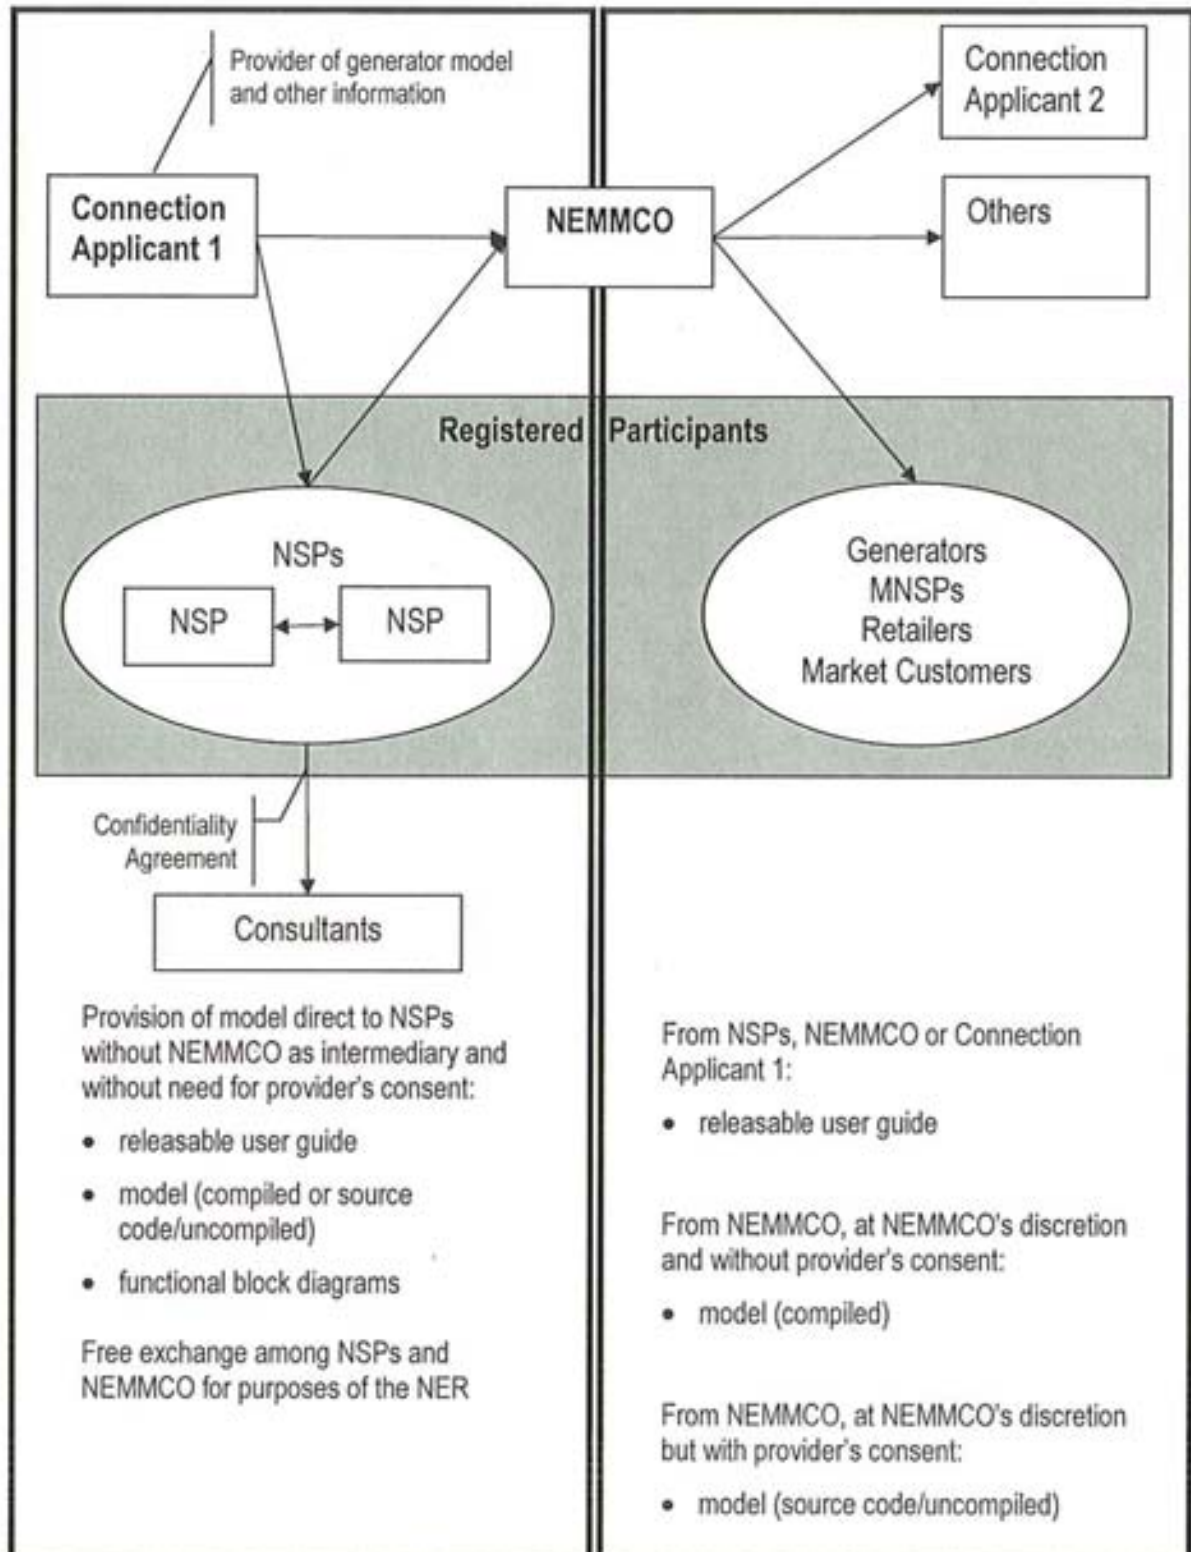 Provider of generator model
and other information
Connection
Applicant 1
NEMMCO
Connection
Applicant 2
Others
Registered Participants
NSPs
NSP
NSP
Generators
MNSPs
Retailers
Market Customers
Confidentiality
Agreement
Consultants
Provision of model direct to NSPs
without NEMMCO as intermediary and
without need for provider's consent:
• releasable user guide
• model (compiled or source
code/uncompiled)
• functional block diagrams
Free exchange among NSPs and
NEMMCO for purposes of the NER
From NSPs, NEMMCO or Connection
Applicant 1:
• releasable user guide
From NEMMCO, at NEMMCO's discretion
and without provider's consent:
• model (compiled)
From NEMMCO, at NEMMCO's discretion
but with provider's consent:
• model (source code/uncompiled)